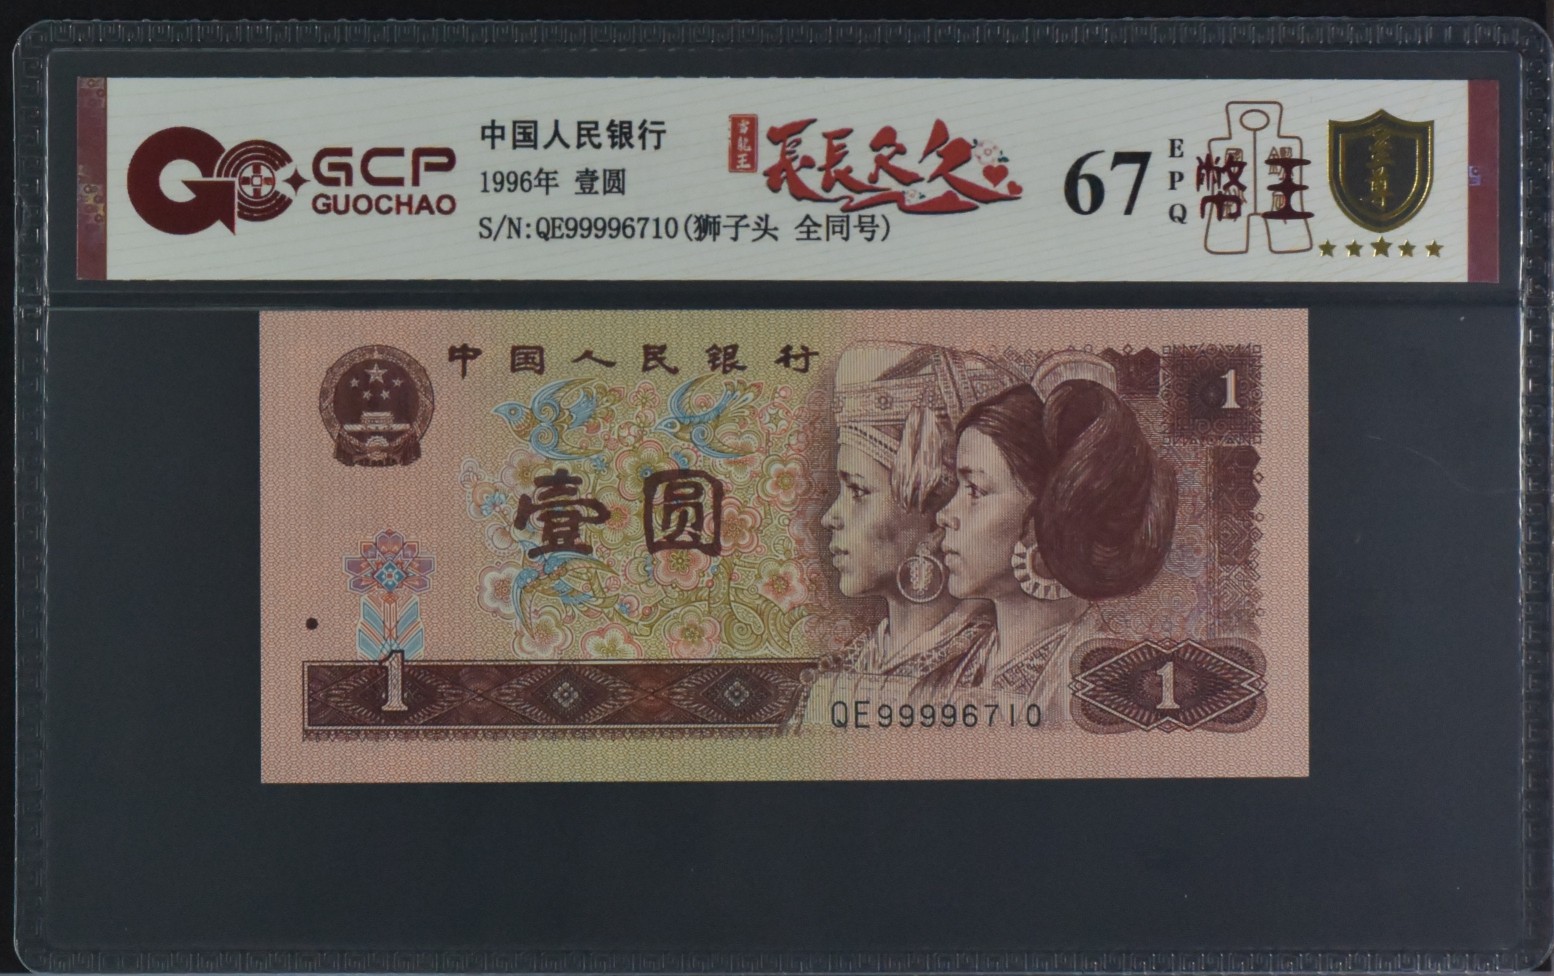 GCP
GUOCHAO
中国人民银行
1996年 壹圆
S/N:QE99996710(狮子头 全同号)
長長久久
67
E
P
Q
中国人民银行
1
壹圆
1
QE99996710
1